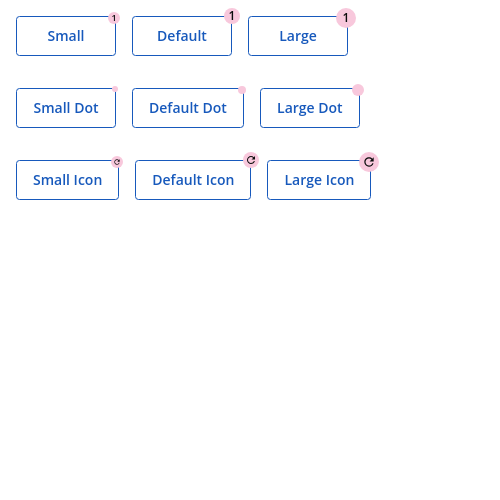 Small 1 Default 1 Large 1
Small Dot Default Dot Large Dot
Small Icon Default Icon Large Icon